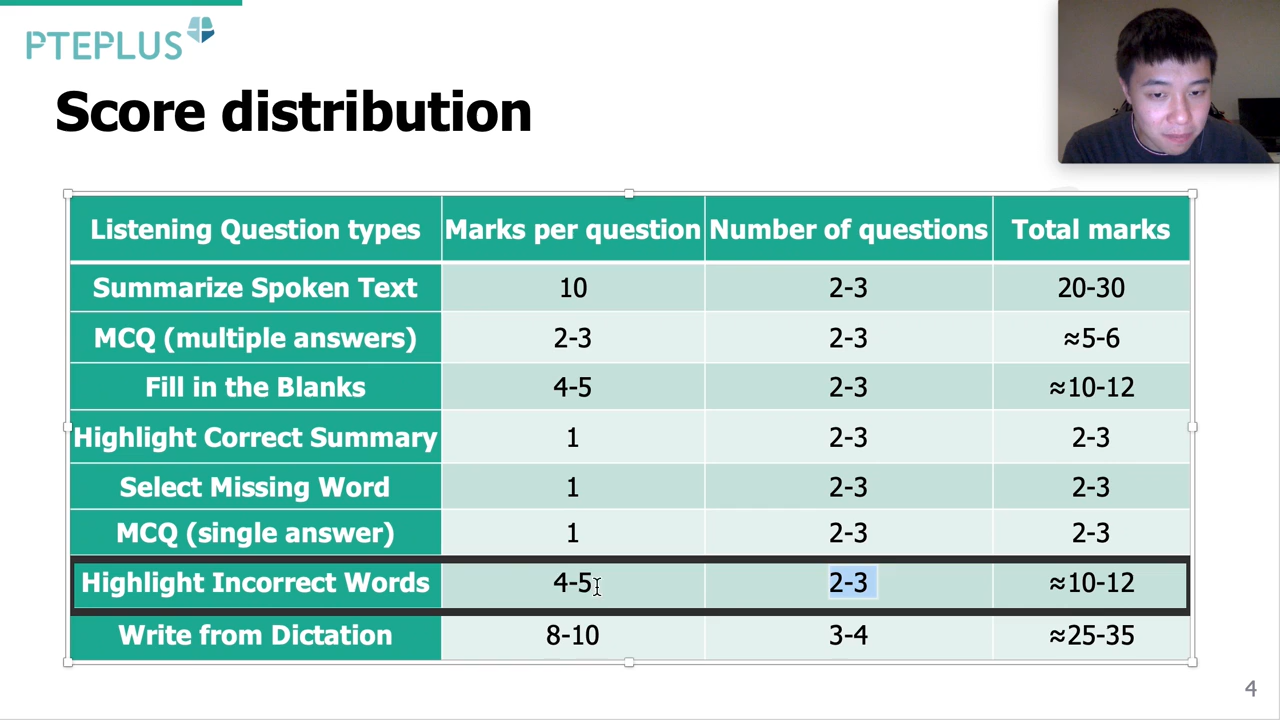 PTEPLUS
Score distribution
Listening Question types Marks per question Number of questions Total marks
Summarize Spoken Text 10 2-3 20-30
MCQ (multiple answers) 2-3 2-3 ≈5-6
Fill in the Blanks 4-5 2-3 ≈10-12
Highlight Correct Summary 1 2-3 2-3
Select Missing Word 1 2-3 2-3
MCQ (single answer) 1 2-3 2-3
Highlight Incorrect Words 4-5 2-3 ≈10-12
Write from Dictation 8-10 3-4 ≈25-35
4